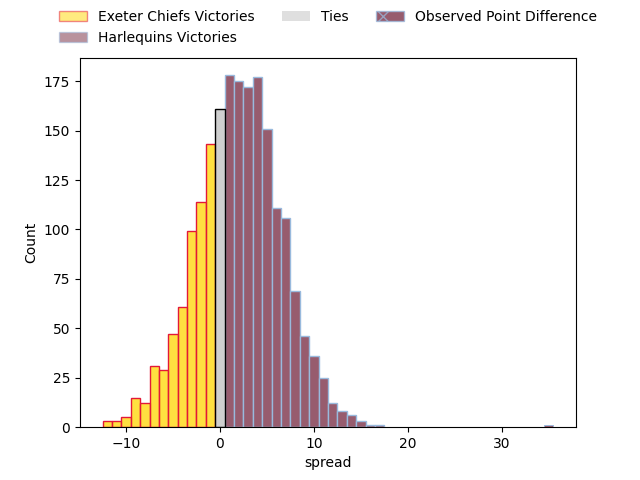 Exeter Chiefs Victories Ties Observed Point Difference
Harlequins Victories
175
150
125
100
75
50
25
0
Count
−10 0 10 20 30
spread